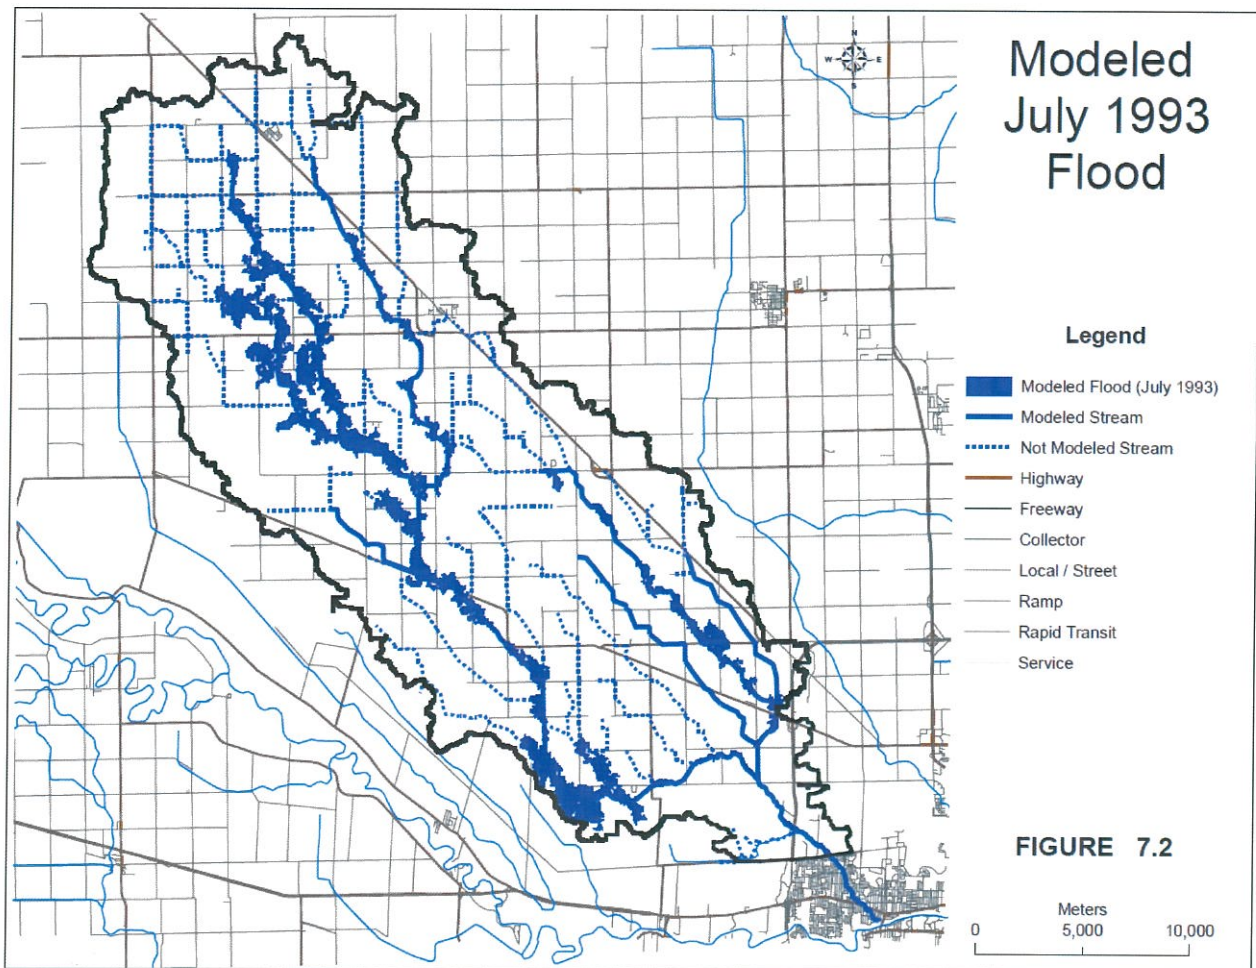 Modeled
July 1993
Flood
N
W
E
S
Legend
Modeled Flood (July 1993)
Modeled Stream
Not Modeled Stream
Highway
Freeway
Collector
Local / Street
Ramp
Rapid Transit
Service
FIGURE 7.2
Meters
0 5,000 10,000